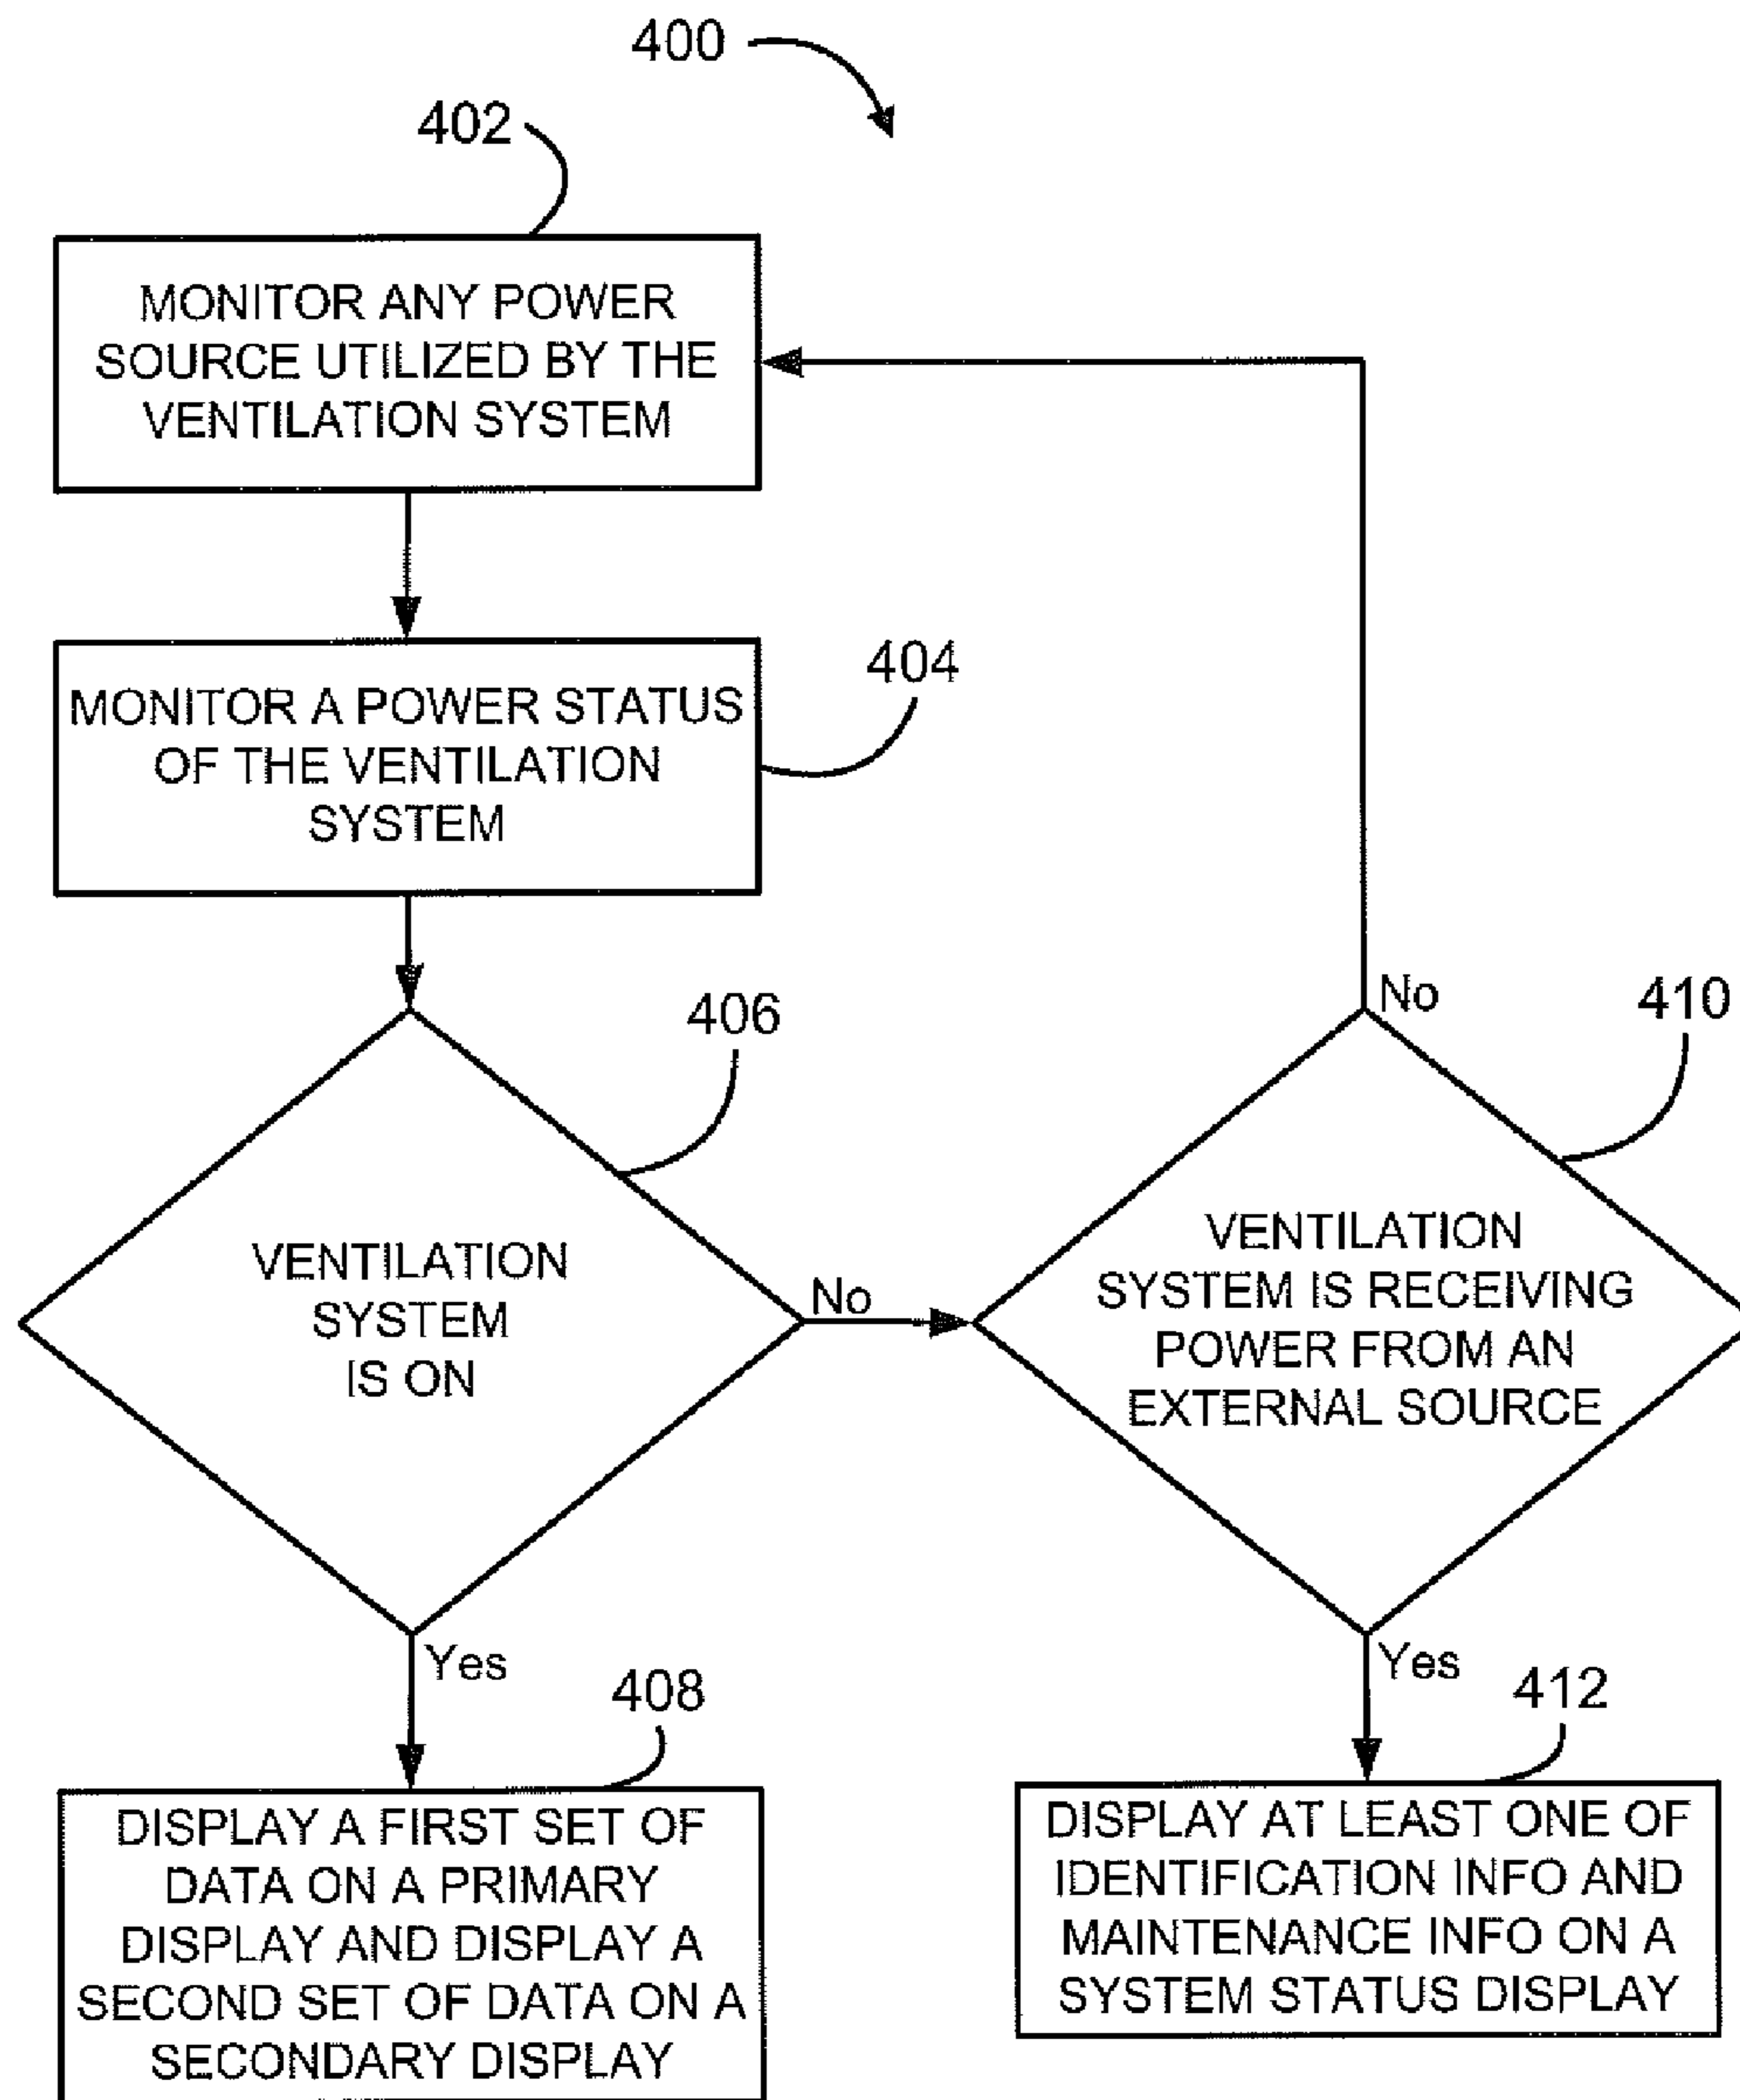 400
402
MONITOR ANY POWER
SOURCE UTILIZED BY THE
VENTILATION SYSTEM
404
MONITOR A POWER STATUS
OF THE VENTILATION
SYSTEM
406
VENTILATION
SYSTEM
IS ON
No
Yes
No
410
VENTILATION
SYSTEM IS RECEIVING
POWER FROM AN
EXTERNAL SOURCE
Yes
408
DISPLAY A FIRST SET OF
DATA ON A PRIMARY
DISPLAY AND DISPLAY A
SECOND SET OF DATA ON A
SECONDARY DISPLAY
412
DISPLAY AT LEAST ONE OF
IDENTIFICATION INFO AND
MAINTENANCE INFO ON A
SYSTEM STATUS DISPLAY